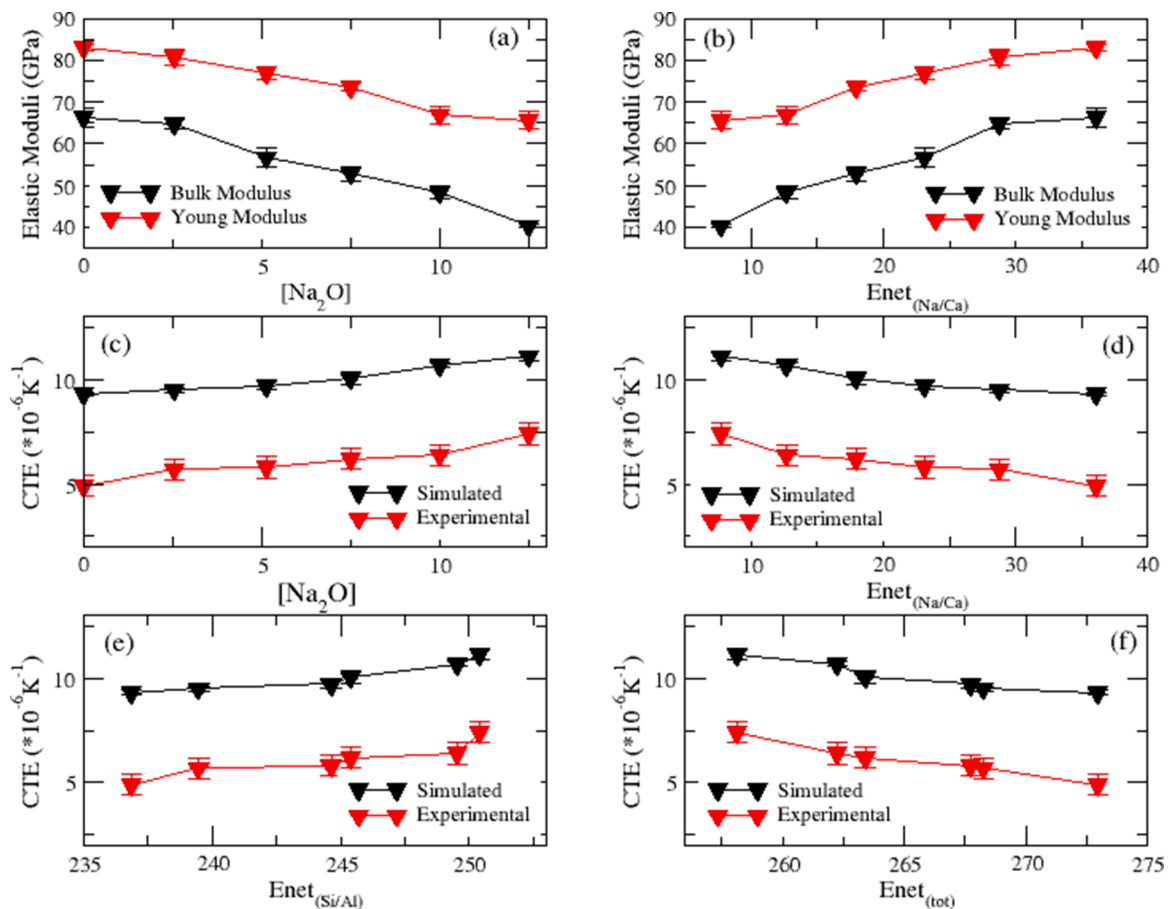 90
80
70
60
50
40
Elastic Moduli (GPa)
(a)
Bulk Modulus
Young Modulus
0
5
10
[Na₂O]
90
80
70
60
50
40
Elastic Moduli (GPa)
(b)
Bulk Modulus
Young Modulus
10
20
30
40
Enet(Na/Ca)
10
5
CTE (*10⁻⁶K⁻¹)
(c)
Simulated
Experimental
0
5
10
[Na₂O]
10
5
CTE (*10⁻⁶K⁻¹)
(d)
Simulated
Experimental
10
20
30
40
Enet(Na/Ca)
10
5
CTE (*10⁻⁶K⁻¹)
(e)
Simulated
Experimental
235
240
245
250
Enet(Si/Al)
10
5
CTE (*10⁻⁶K⁻¹)
(f)
Simulated
Experimental
260
265
270
275
Enet(tot)